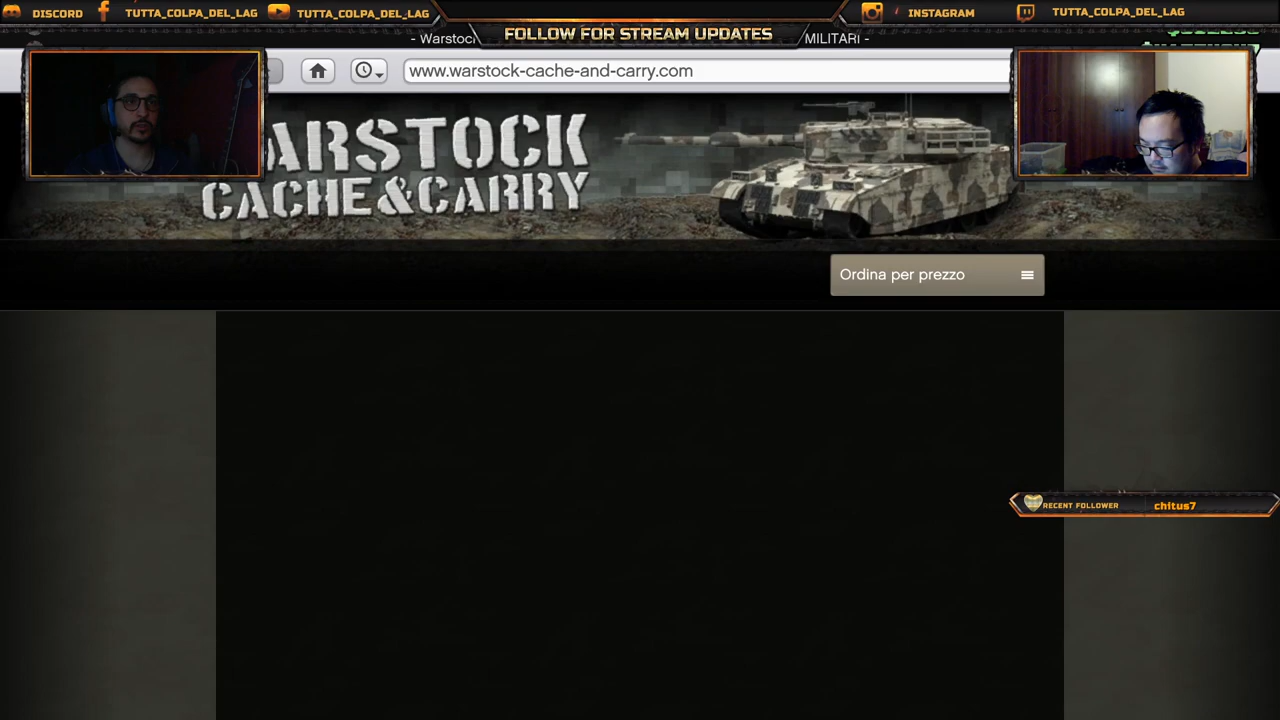 DISCORD TUTTA_COLPA_DEL_LAG TUTTA_COLPA_DEL_LAG INSTAGRAM TUTTA_COLPA_DEL_LAG
FOLLOW FOR STREAM UPDATES
- Warstock MILITARI -
www.warstock-cache-and-carry.com
WARSTOCK
CACHE&CARRY
Ordina per prezzo
RECENT FOLLOWER chitus7